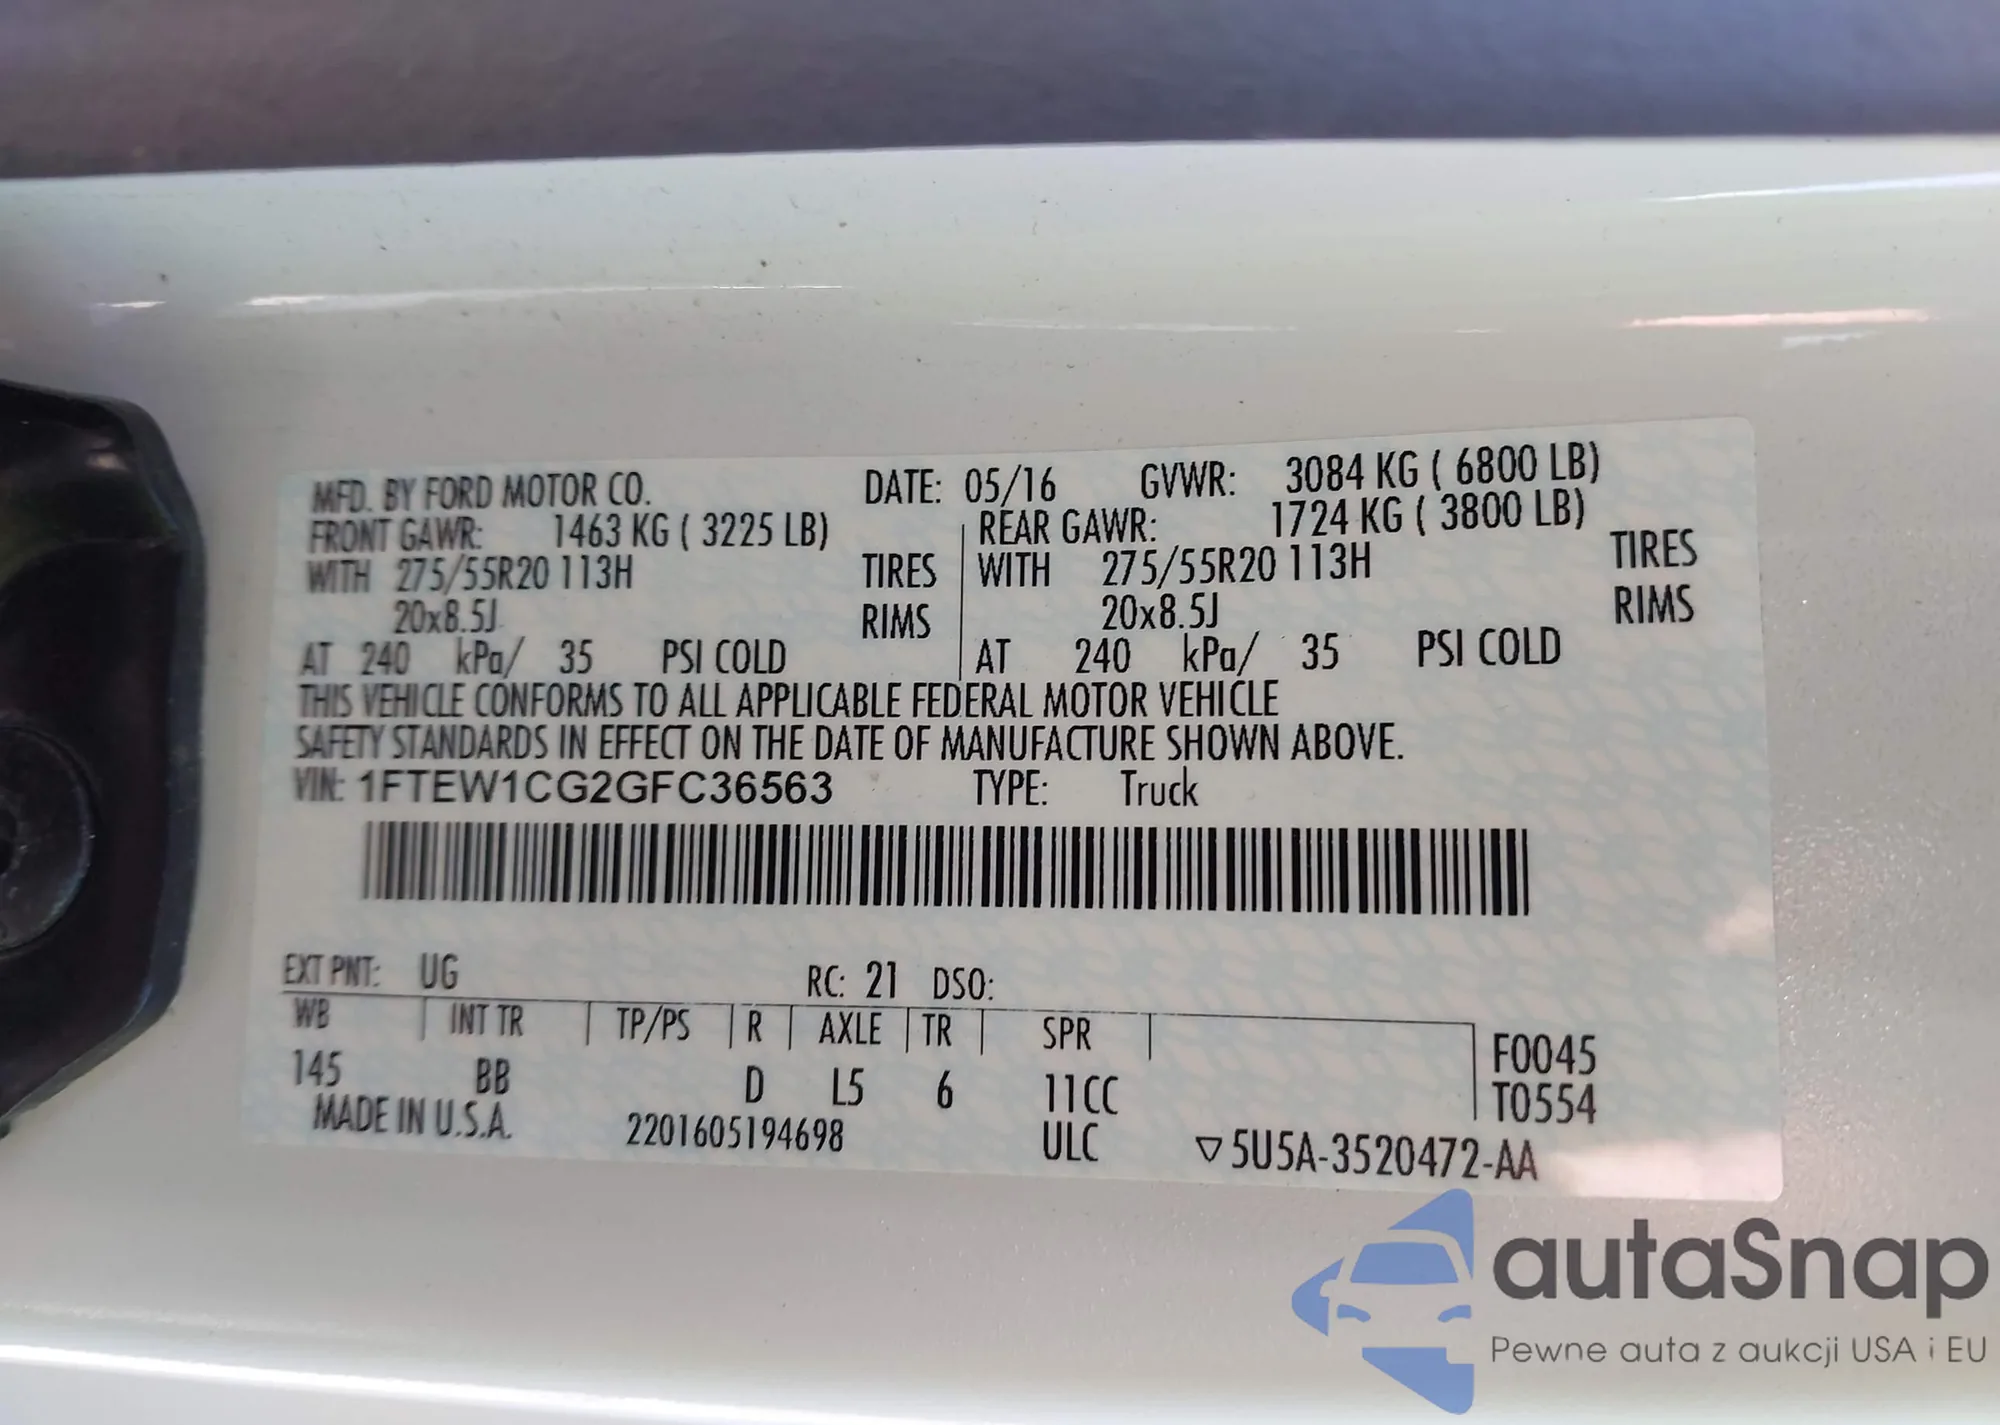 MFD. BY FORD MOTOR CO. DATE: 05/16 GVWR: 3084 KG ( 6800 LB)
FRONT GAWR: 1463 KG ( 3225 LB) REAR GAWR: 1724 KG ( 3800 LB)
WITH 275/55R20 113H TIRES WITH 275/55R20 113H TIRES
20x8.5J RIMS 20x8.5J RIMS
AT 240 kPa/ 35 PSI COLD AT 240 kPa/ 35 PSI COLD
THIS VEHICLE CONFORMS TO ALL APPLICABLE FEDERAL MOTOR VEHICLE
SAFETY STANDARDS IN EFFECT ON THE DATE OF MANUFACTURE SHOWN ABOVE.
VIN: 1FTEW1CG2GFC36563 TYPE: Truck
EXT PNT: UG RC: 21 DSO:
WB INT TR TP/PS R AXLE TR SPR F0045
145 BB D L5 6 11CC T0554
MADE IN U.S.A. 2201605194698 ULC ▽5U5A-3520472-AA
autaSnap
Pewne auta z aukcji USA i EU